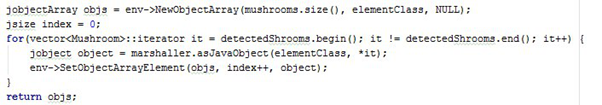 jobjectArray objs = env->NewObjectArray(mushrooms.size(), elementClass, NULL);
jsize index = 0;
for(vector<Mushroom>::iterator it = detectedShrooms.begin(); it != detectedShrooms.end(); it++) {
    jobject object = marshaller.asJavaObject(elementClass, *it);
    env->SetObjectArrayElement(objs, index++, object);
}
return objs;